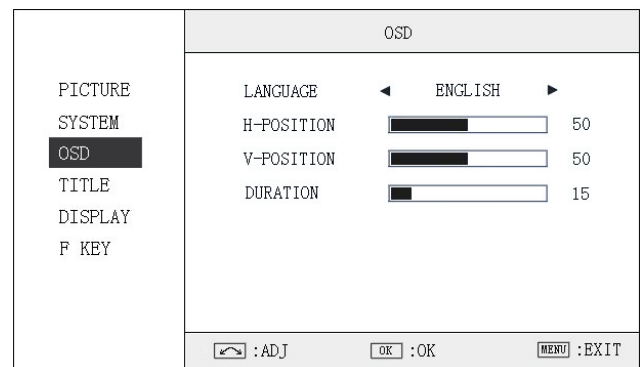 OSD
PICTURE
SYSTEM
OSD
TITLE
DISPLAY
F KEY
LANGUAGE ◀ ENGLISH ▶
H-POSITION 50
V-POSITION 50
DURATION 15
:ADJ OK :OK MENU :EXIT